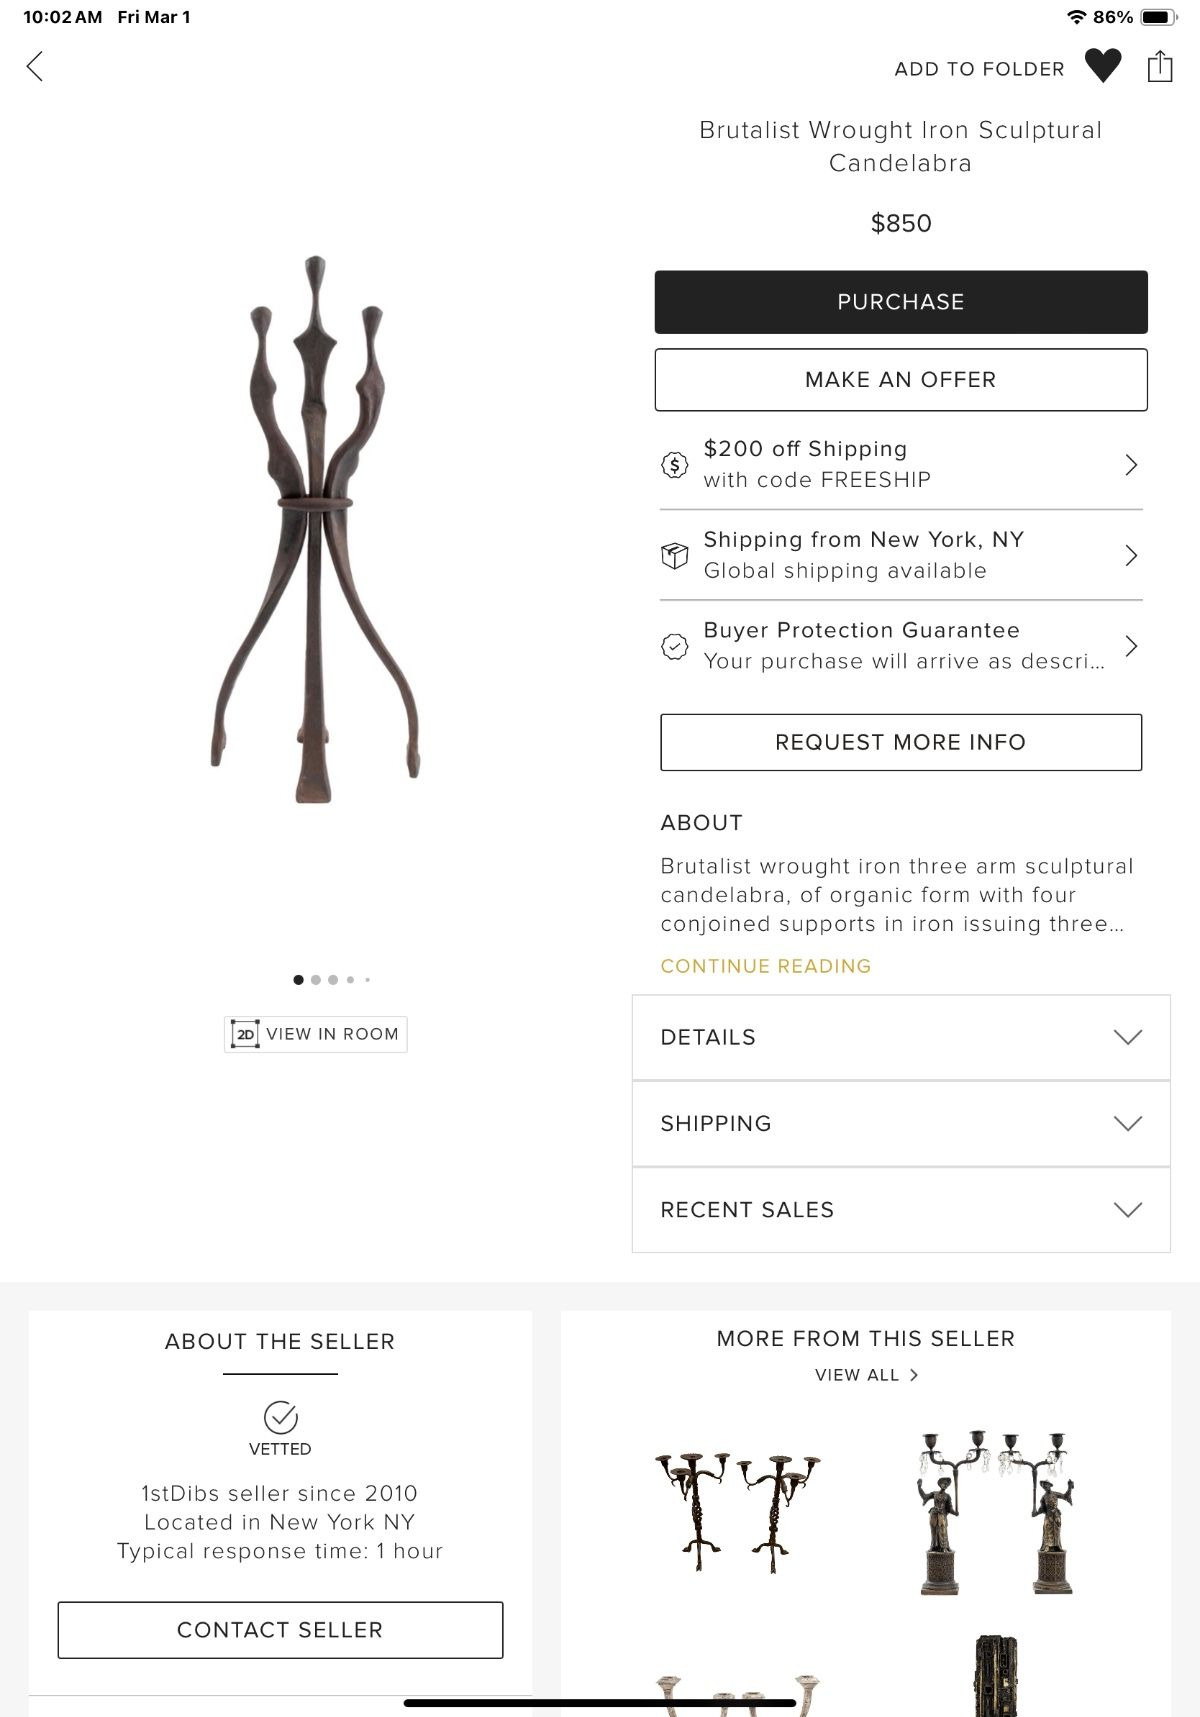 10:02 AM Fri Mar 1
86%
ADD TO FOLDER
Brutalist Wrought Iron Sculptural
Candelabra
$850
PURCHASE
MAKE AN OFFER
$200 off Shipping
with code FREESHIP
Shipping from New York, NY
Global shipping available
Buyer Protection Guarantee
Your purchase will arrive as descri...
REQUEST MORE INFO
ABOUT
Brutalist wrought iron three arm sculptural
candelabra, of organic form with four
conjoined supports in iron issuing three...
CONTINUE READING
2D VIEW IN ROOM
DETAILS
SHIPPING
RECENT SALES
ABOUT THE SELLER
VETTED
1stDibs seller since 2010
Located in New York NY
Typical response time: 1 hour
CONTACT SELLER
MORE FROM THIS SELLER
VIEW ALL